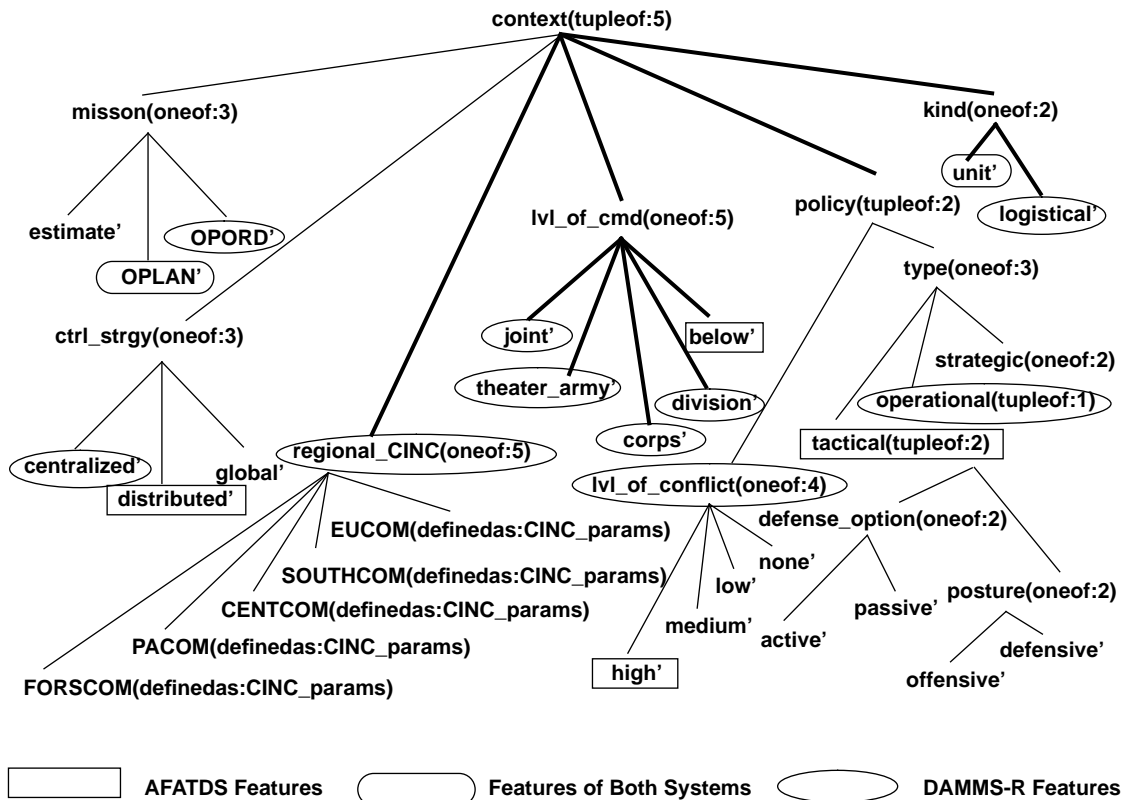 context(tupleof:5)
misson(oneof:3)
kind(oneof:2)
unit’
logistical’
policy(tupleof:2)
lvl_of_cmd(oneof:5)
estimate’
OPORD’
OPLAN’
type(oneof:3)
ctrl_strgy(oneof:3)
joint’
below’
strategic(oneof:2)
theater_army’
division’
operational(tupleof:1)
corps’
tactical(tupleof:2)
regional_CINC(oneof:5)
centralized’
global’
distributed’
lvl_of_conflict(oneof:4)
defense_option(oneof:2)
EUCOM(definedas:CINC_params)
none’
SOUTHCOM(definedas:CINC_params)
low’
posture(oneof:2)
CENTCOM(definedas:CINC_params)
passive’
medium’
active’
PACOM(definedas:CINC_params)
defensive’
high’
offensive’
FORSCOM(definedas:CINC_params)
AFATDS Features
Features of Both Systems
DAMMS-R Features